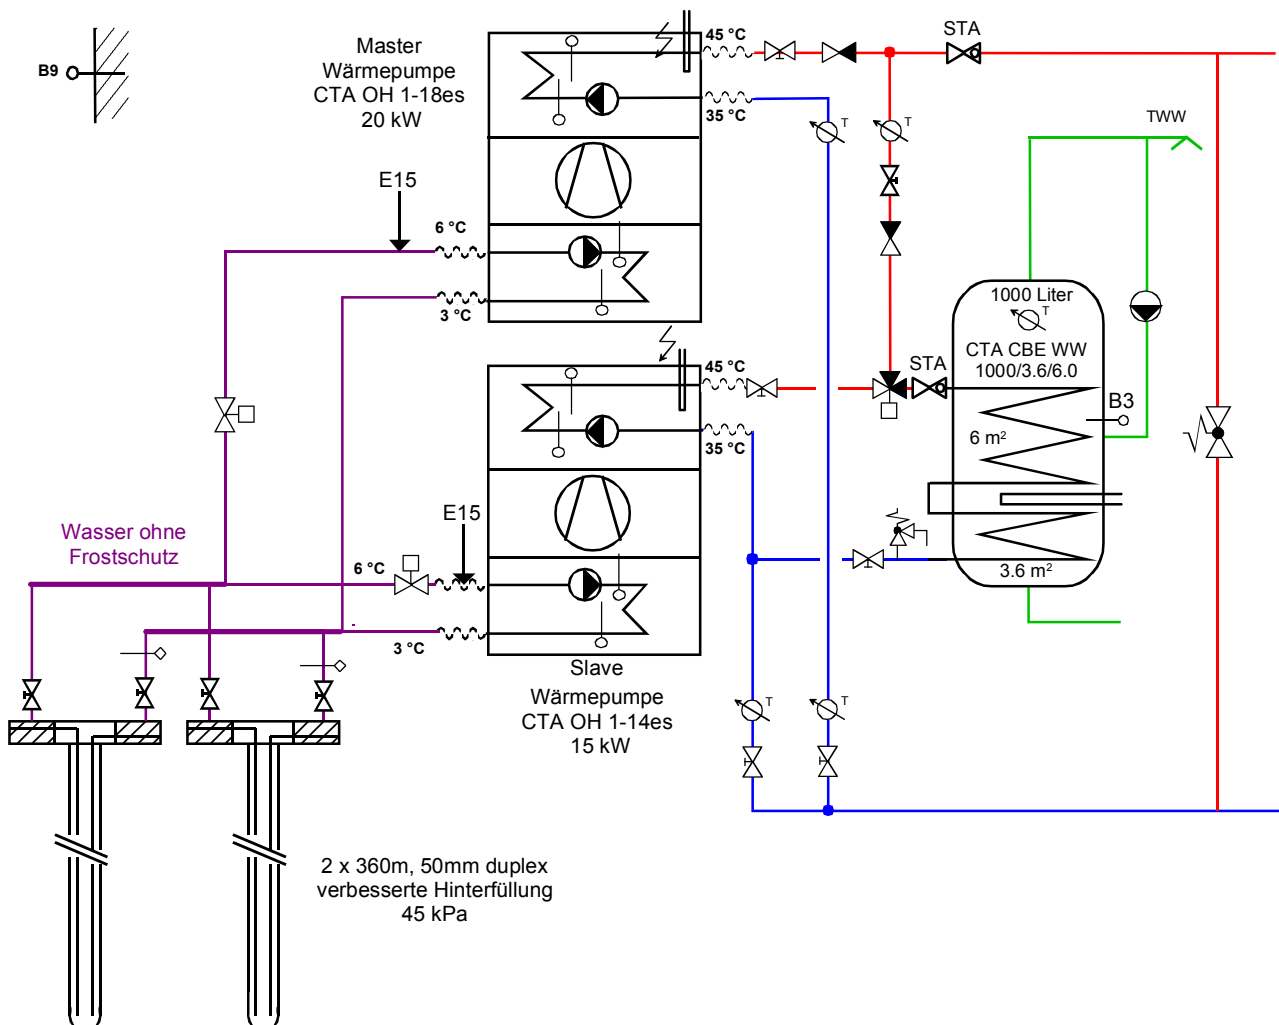 B9
Master
Wärmepumpe
CTA OH 1-18es
20 kW
45 °C
35 °C
STA
T
T
TWW
E15
6 °C
3 °C
1000 Liter
T
CTA CBE WW
1000/3.6/6.0
45 °C
STA
B3
35 °C
6 m²
E15
Wasser ohne
Frostschutz
6 °C
3 °C
3.6 m²
Slave
Wärmepumpe
CTA OH 1-14es
15 kW
T
T
2 x 360m, 50mm duplex
verbesserte Hinterfüllung
45 kPa